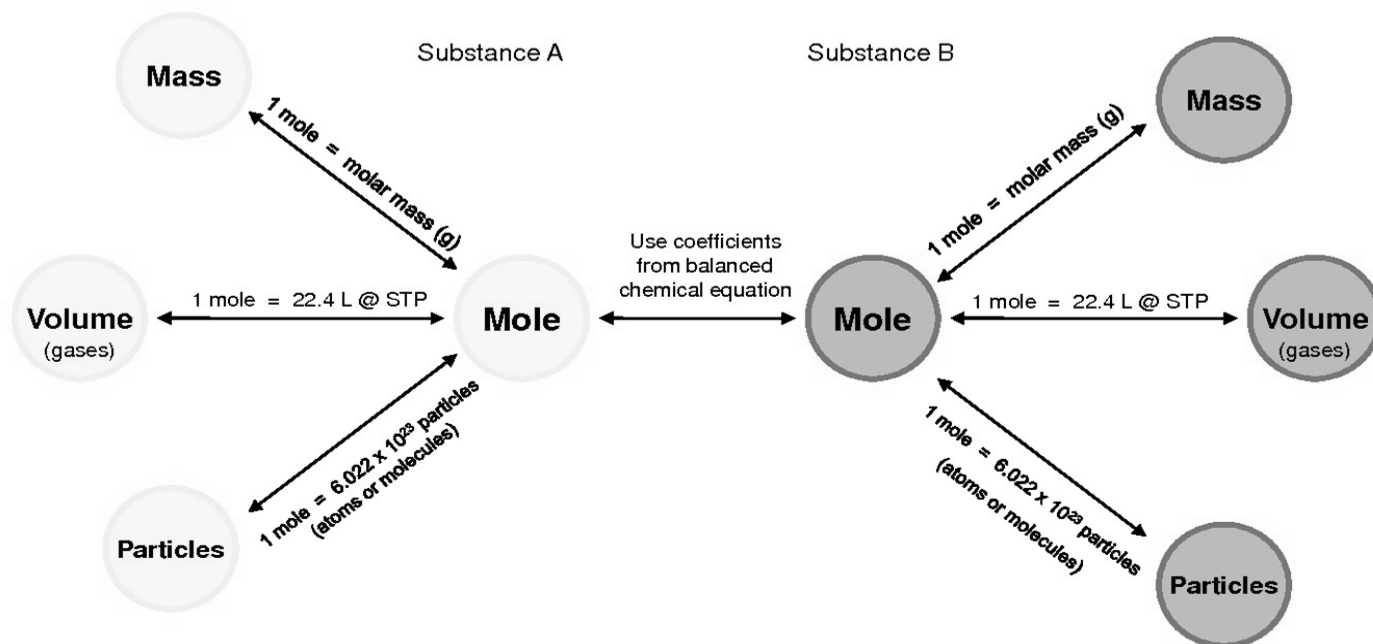 Substance A
Substance B
Mass
Mass
1 mole = molar mass (g)
1 mole = molar mass (g)
Use coefficients
from balanced
chemical equation
Volume
(gases)
1 mole = 22.4 L @ STP
Mole
Mole
1 mole = 22.4 L @ STP
Volume
(gases)
1 mole = 6.022 x 10²³ particles
(atoms or molecules)
1 mole = 6.022 x 10²³ particles
(atoms or molecules)
Particles
Particles